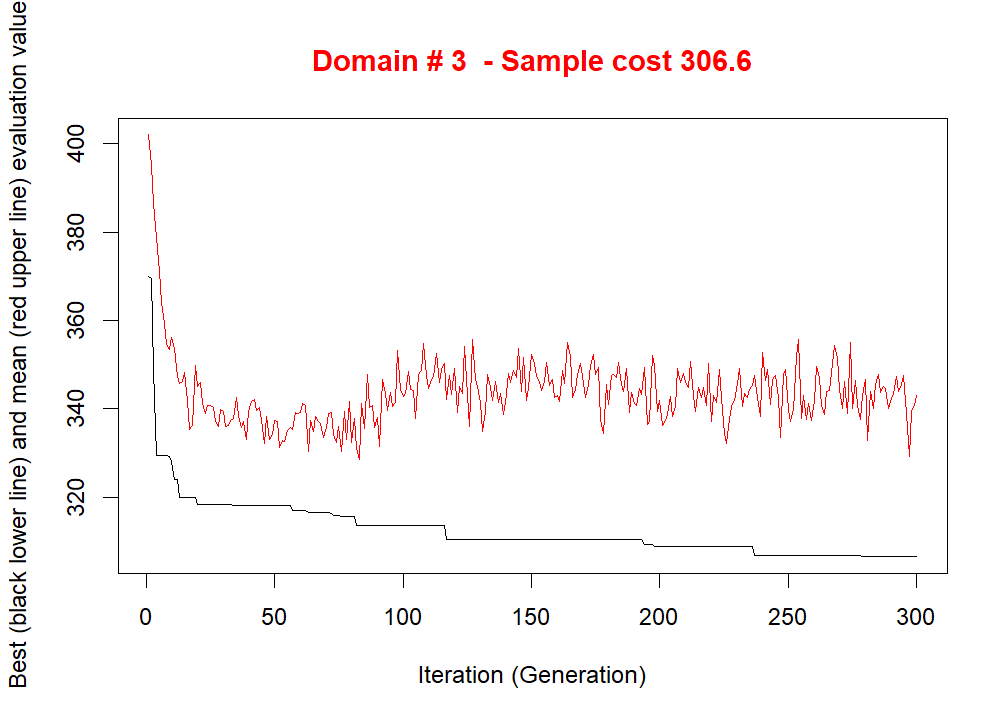 Domain # 3  - Sample cost 306.6
Best (black lower line) and mean (red upper line) evaluation value
400
380
360
340
320
0 50 100 150 200 250 300
Iteration (Generation)